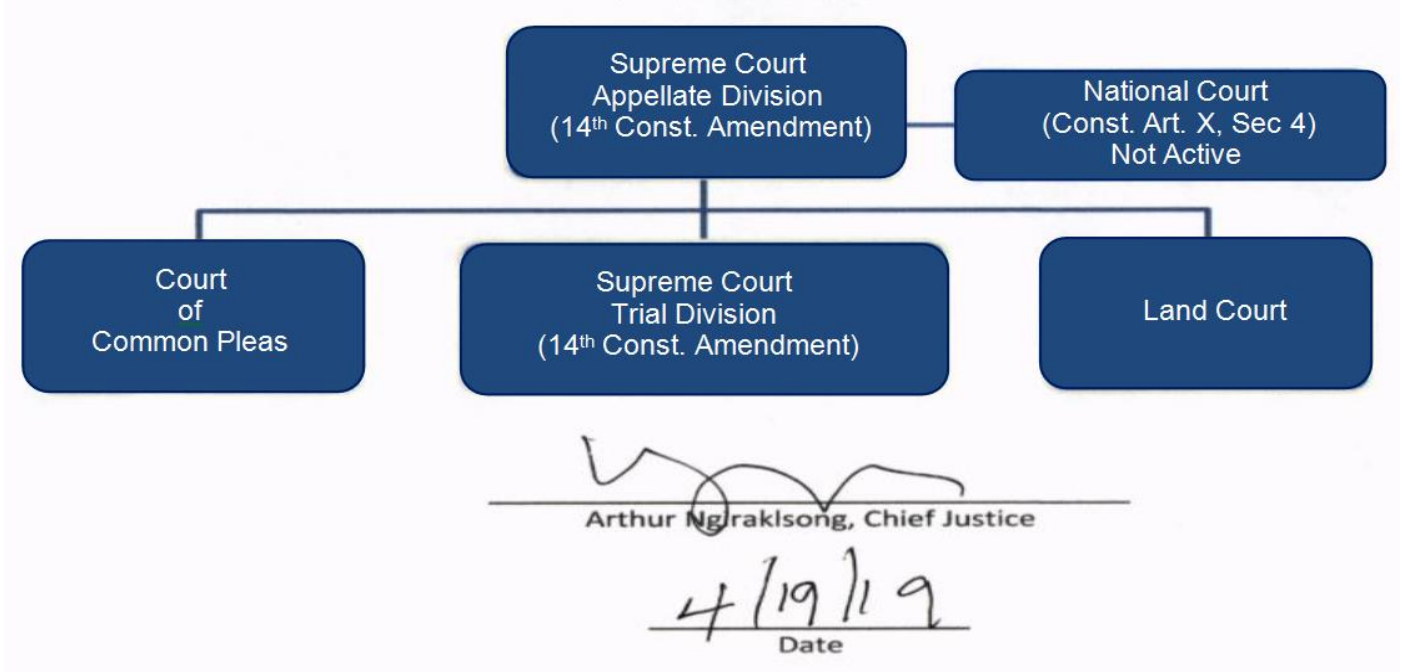 Supreme Court
Appellate Division
(14th Const. Amendment)
National Court
(Const. Art. X, Sec 4)
Not Active
Court
of
Common Pleas
Supreme Court
Trial Division
(14th Const. Amendment)
Land Court
Arthur Ngiraklsong, Chief Justice
4/19/19
Date